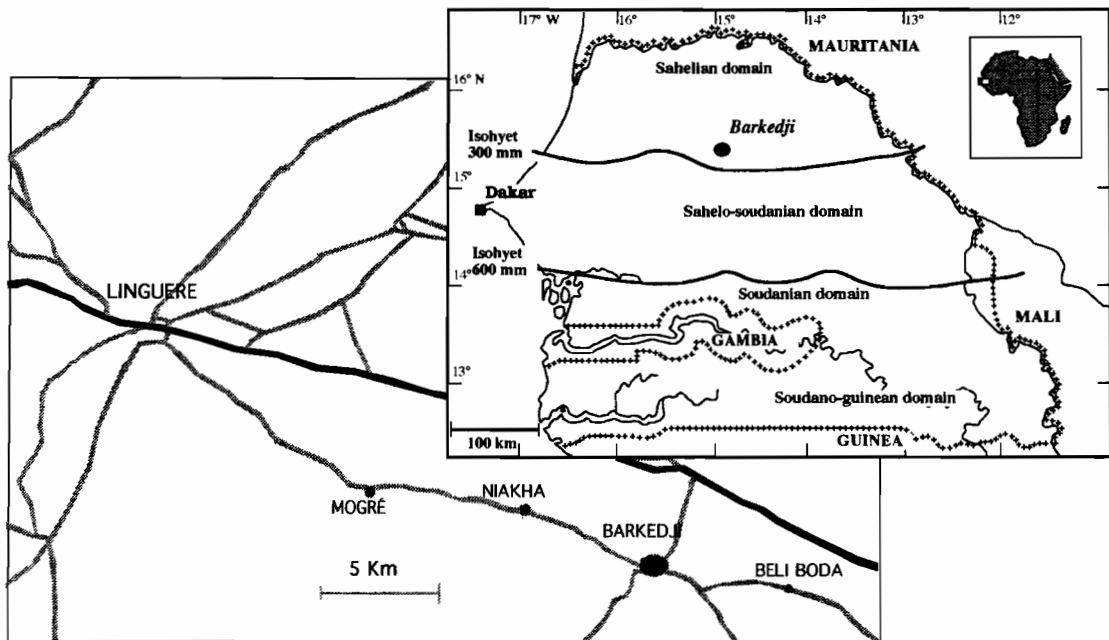 17° W
16°
15°
14°
13°
12°
MAURITANIA
Sahelian domain
16° N
Barkedji
Isohyet
300 mm
15°
Dakar
Sahelo-soudanian domain
Isohyet
600 mm
14°
Soudanian domain
MALI
GAMBIA
13°
Soudano-guinean domain
GUINEA
100 km
LINGUERE
MOGRÉ
NIAKHA
BARKEDJI
BELI BODA
5 Km